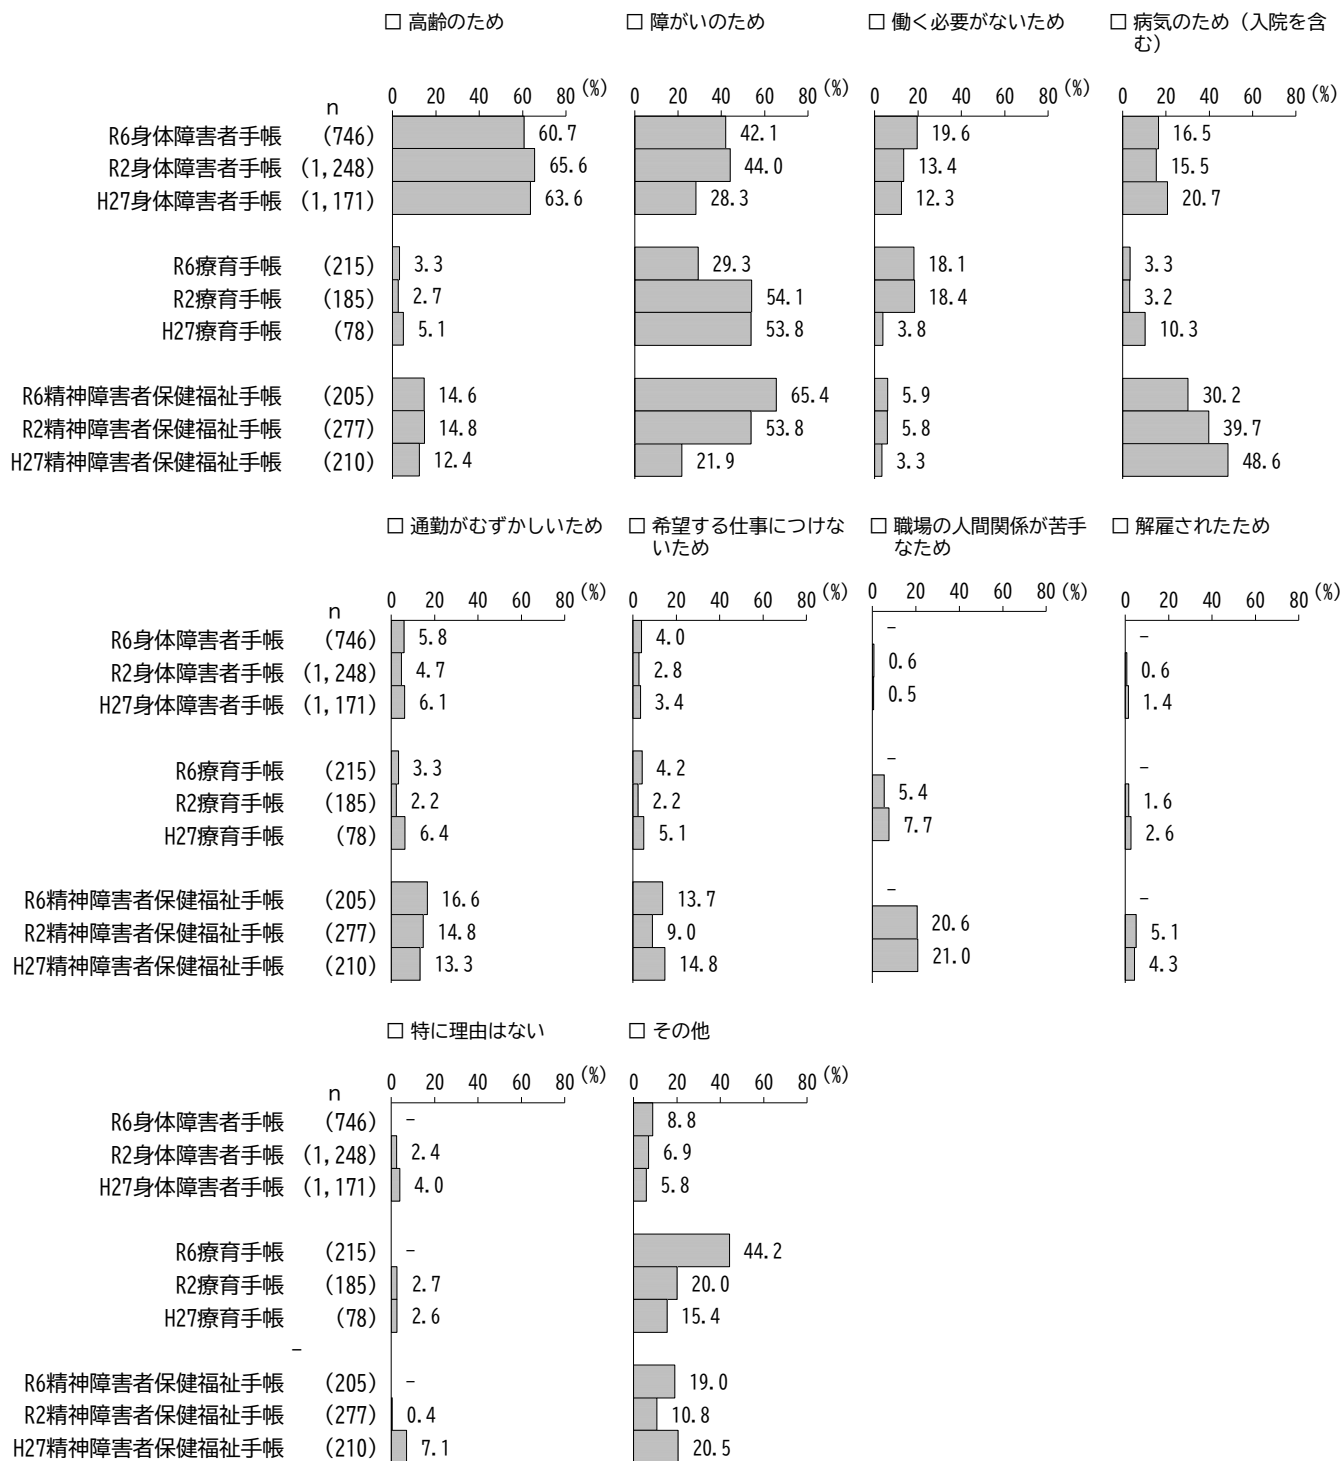 □ 高齢のため □ 障がいのため □ 働く必要がないため □ 病気のため（入院を含
む）
0 20 40 60 80 (%) 0 20 40 60 80 (%) 0 20 40 60 80 (%) 0 20 40 60 80 (%)
n
R6身体障害者手帳 (746) 60.7 42.1 19.6 16.5
R2身体障害者手帳 (1,248) 65.6 44.0 13.4 15.5
H27身体障害者手帳 (1,171) 63.6 28.3 12.3 20.7
R6療育手帳 (215) 3.3 29.3 18.1 3.3
R2療育手帳 (185) 2.7 54.1 18.4 3.2
H27療育手帳 (78) 5.1 53.8 3.8 10.3
R6精神障害者保健福祉手帳 (205) 14.6 65.4 5.9 30.2
R2精神障害者保健福祉手帳 (277) 14.8 53.8 5.8 39.7
H27精神障害者保健福祉手帳 (210) 12.4 21.9 3.3 48.6
□ 通勤がむずかしいため □ 希望する仕事につけな □ 職場の人間関係が苦手 □ 解雇されたため
いため なため
0 20 40 60 80 (%) 0 20 40 60 80 (%) 0 20 40 60 80 (%) 0 20 40 60 80 (%)
n
R6身体障害者手帳 (746) 5.8 4.0 - -
R2身体障害者手帳 (1,248) 4.7 2.8 0.6 0.6
H27身体障害者手帳 (1,171) 6.1 3.4 0.5 1.4
R6療育手帳 (215) 3.3 4.2 - -
R2療育手帳 (185) 2.2 2.2 5.4 1.6
H27療育手帳 (78) 6.4 5.1 7.7 2.6
R6精神障害者保健福祉手帳 (205) 16.6 13.7 - -
R2精神障害者保健福祉手帳 (277) 14.8 9.0 20.6 5.1
H27精神障害者保健福祉手帳 (210) 13.3 14.8 21.0 4.3
□ 特に理由はない □ その他
0 20 40 60 80 (%) 0 20 40 60 80 (%)
n
R6身体障害者手帳 (746) - 8.8
R2身体障害者手帳 (1,248) 2.4 6.9
H27身体障害者手帳 (1,171) 4.0 5.8
R6療育手帳 (215) - 44.2
R2療育手帳 (185) 2.7 20.0
H27療育手帳 (78) 2.6 15.4
-
R6精神障害者保健福祉手帳 (205) - 19.0
R2精神障害者保健福祉手帳 (277) 0.4 10.8
H27精神障害者保健福祉手帳 (210) 7.1 20.5